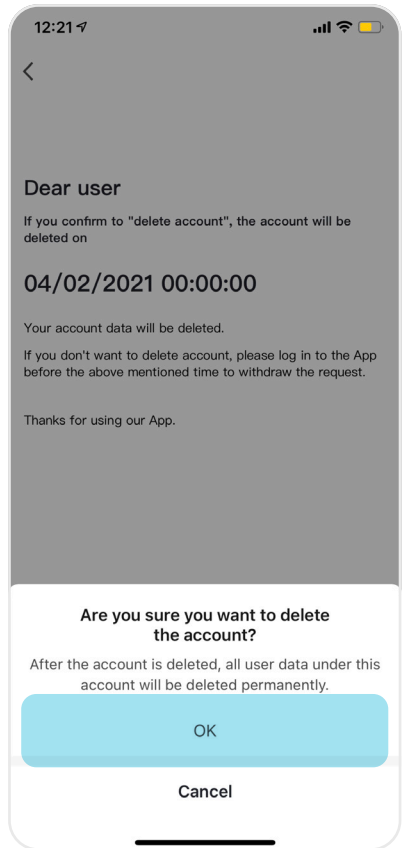 12:21
Dear user
If you confirm to "delete account", the account will be
deleted on
04/02/2021 00:00:00
Your account data will be deleted.
If you don't want to delete account, please log in to the App
before the above mentioned time to withdraw the request.
Thanks for using our App.
Are you sure you want to delete
the account?
After the account is deleted, all user data under this
account will be deleted permanently.
OK
Cancel